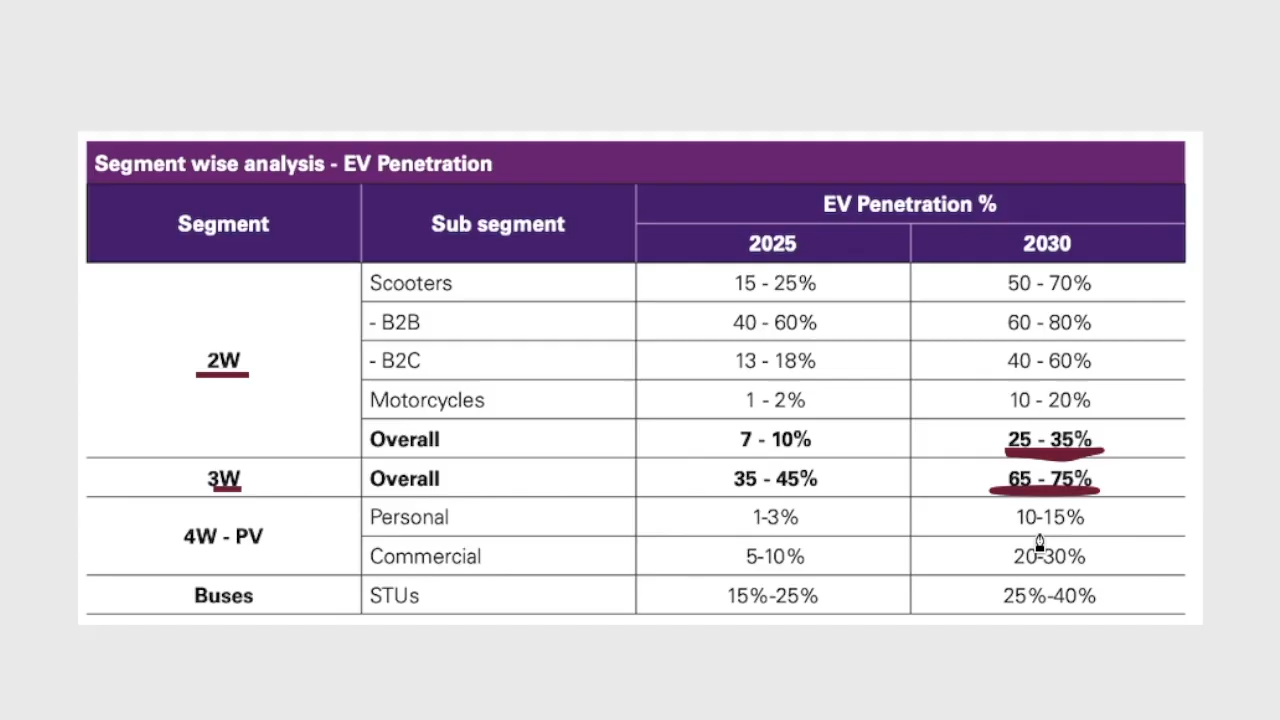 Segment wise analysis - EV Penetration
Segment Sub segment EV Penetration %
2025 2030
2W
Scooters 15 - 25% 50 - 70%
- B2B 40 - 60% 60 - 80%
- B2C 13 - 18% 40 - 60%
Motorcycles 1 - 2% 10 - 20%
Overall 7 - 10% 25 - 35%
3W Overall 35 - 45% 65 - 75%
4W - PV
Personal 1-3% 10-15%
Commercial 5-10% 20-30%
Buses STUs 15%-25% 25%-40%